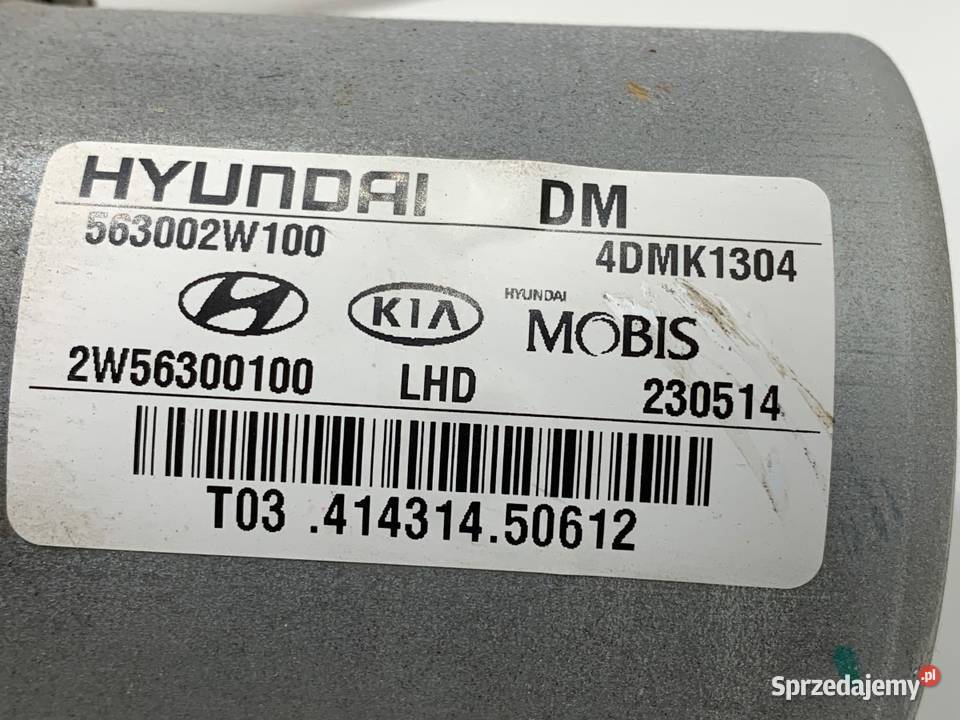 HYUNDAI DM
563002W100 4DMK1304
KIA HYUNDAI MOBIS
2W56300100 LHD 230514
T03 .414314.50612
Sprzedajemy.pl